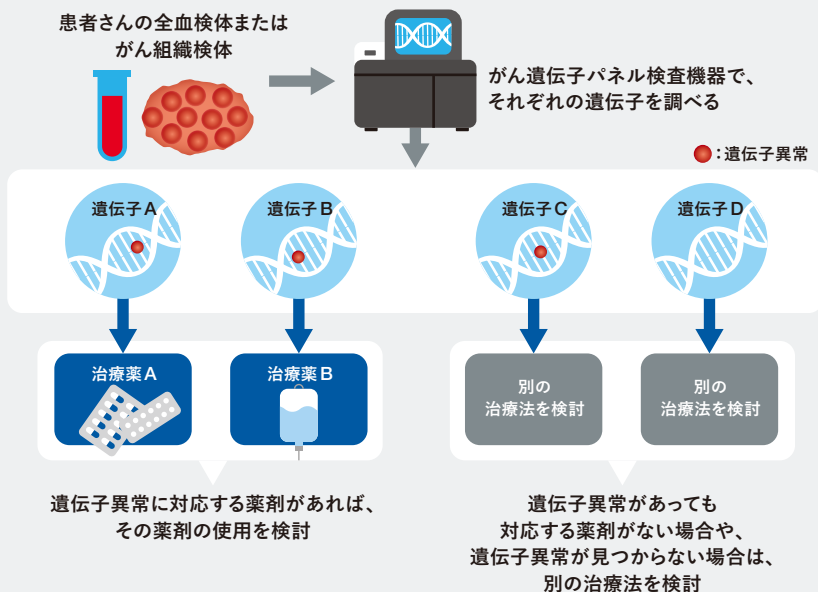 患者さんの全血検体または
がん組織検体
がん遺伝子パネル検査機器で、
それぞれの遺伝子を調べる
：遺伝子異常
遺伝子A
遺伝子B
遺伝子C
遺伝子D
治療薬A
治療薬B
別の
治療法を検討
別の
治療法を検討
遺伝子異常に対応する薬剤があれば、
その薬剤の使用を検討
遺伝子異常があっても
対応する薬剤がない場合や、
遺伝子異常が見つからない場合は、
別の治療法を検討